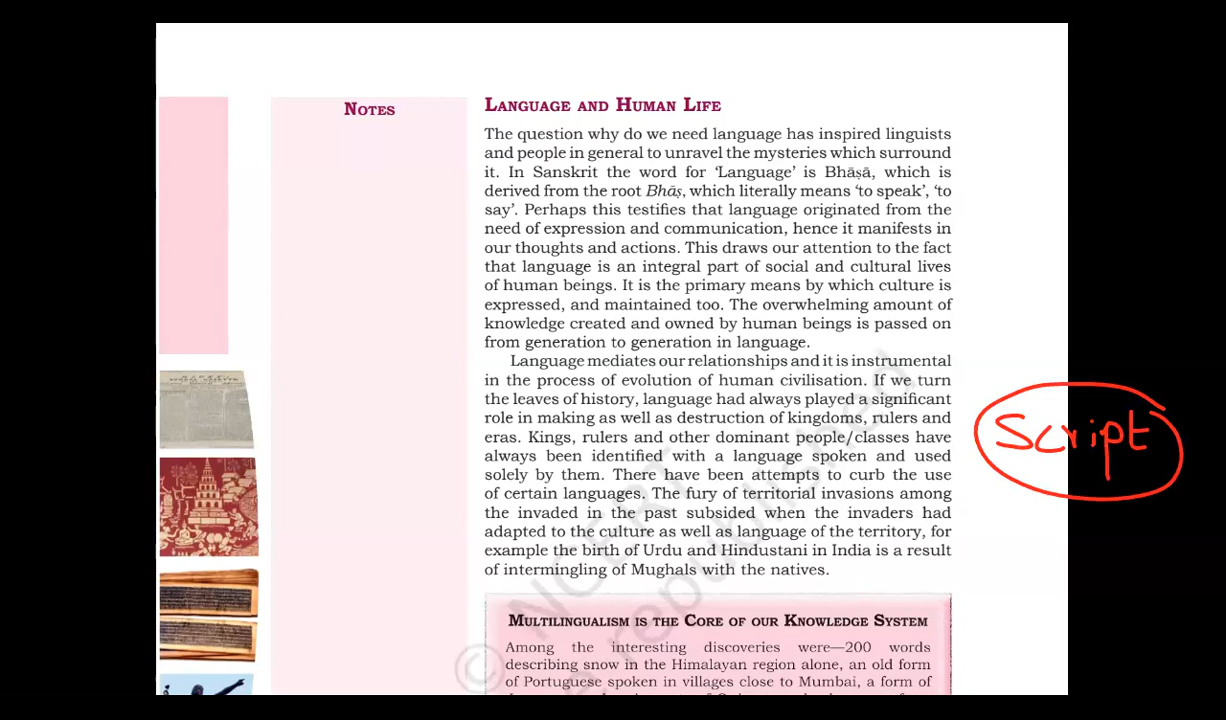 NOTES
LANGUAGE AND HUMAN LIFE
The question why do we need language has inspired linguists
and people in general to unravel the mysteries which surround
it. In Sanskrit the word for ‘Language’ is Bhāṣā, which is
derived from the root Bhāṣ, which literally means ‘to speak’, ‘to
say’. Perhaps this testifies that language originated from the
need of expression and communication, hence it manifests in
our thoughts and actions. This draws our attention to the fact
that language is an integral part of social and cultural lives
of human beings. It is the primary means by which culture is
expressed, and maintained too. The overwhelming amount of
knowledge created and owned by human beings is passed on
from generation to generation in language.
Language mediates our relationships and it is instrumental
in the process of evolution of human civilisation. If we turn
the leaves of history, language had always played a significant
role in making as well as destruction of kingdoms, rulers and
eras. Kings, rulers and other dominant people/classes have
always been identified with a language spoken and used
solely by them. There have been attempts to curb the use
of certain languages. The fury of territorial invasions among
the invaded in the past subsided when the invaders had
adapted to the culture as well as language of the territory, for
example the birth of Urdu and Hindustani in India is a result
of intermingling of Mughals with the natives.
Script
MULTILINGUALISM IS THE CORE OF OUR KNOWLEDGE SYSTEM
Among the interesting discoveries were—200 words
describing snow in the Himalayan region alone, an old form
of Portuguese spoken in villages close to Mumbai, a form of
© NCERT
republished